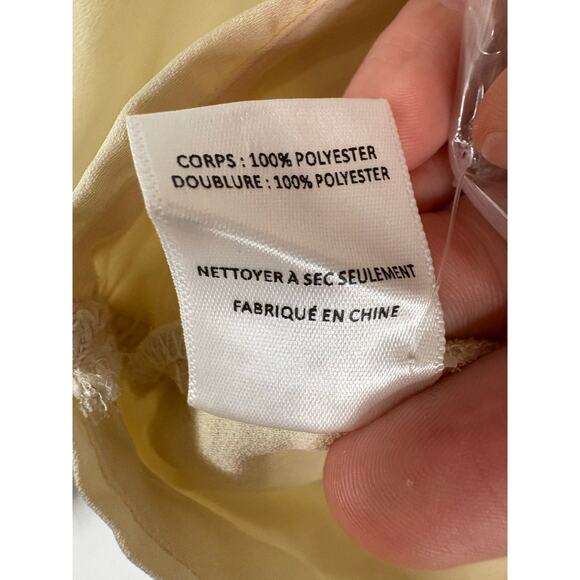 CORPS : 100% POLYESTER
DOUBLURE : 100% POLYESTER
NETTOYER À SEC SEULEMENT
FABRIQUÉ EN CHINE